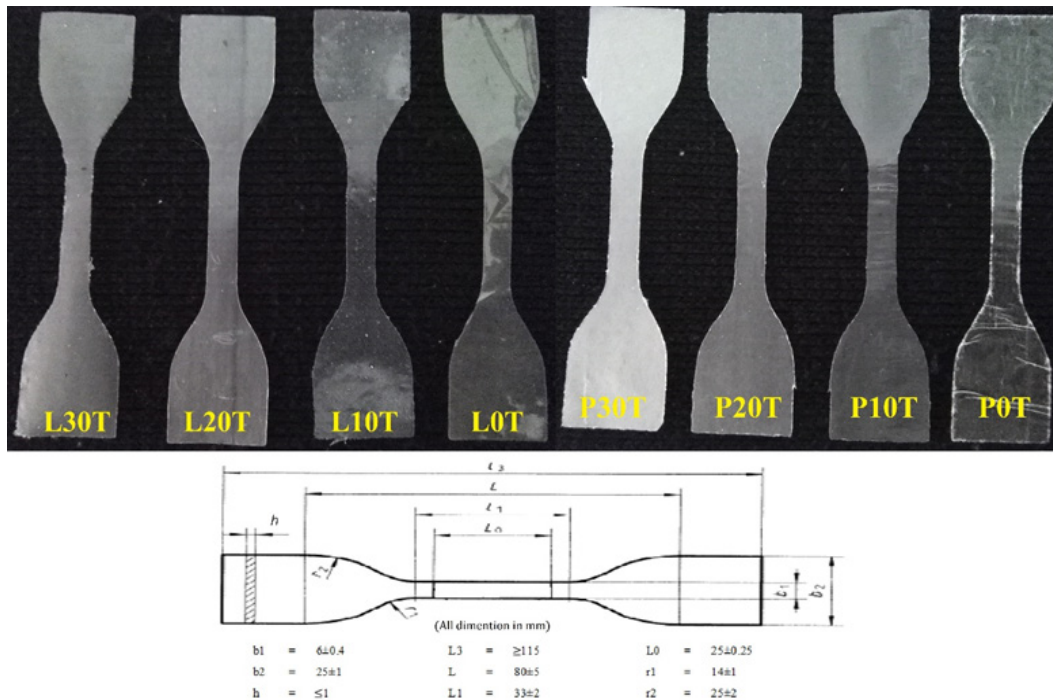 L30T L20T L10T L0T P30T P20T P10T P0T
ℓ3
L
ℓ1
h
L0
r2
b1
b2
r1
(All dimention in mm)
b1 = 6±0.4 L3 = ≥115 L0 = 25±0.25
b2 = 25±1 L = 80±5 r1 = 14±1
h = ≤1 L1 = 33±2 r2 = 25±2